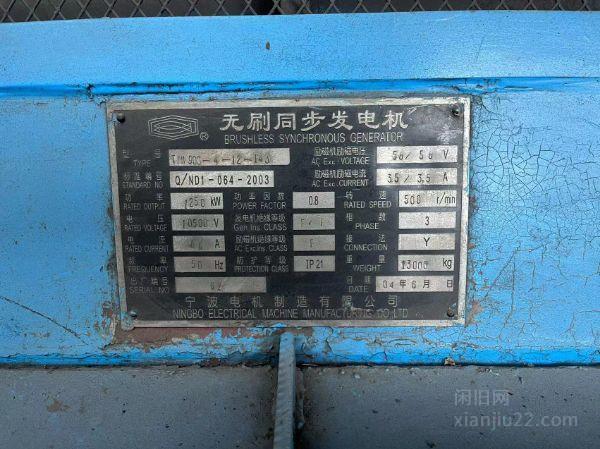 无刷同步发电机
BRUSHLESS SYNCHRONOUS GENERATOR
®
型号 TYPE
励磁机励磁电压 AC Exc. VOLTAGE 56/56 V
标准编号 STANDARD NO Q/ND1-064-2003
励磁机励磁电流 AC Exc. CURRENT 3.5/3.5 A
功率 RATED OUTPUT 1250 kW 功率因数 POWER FACTOR 0.8 转速 RATED SPEED 500 r/min
电压 RATED VOLTAGE 10500 V 发电机绝缘等级 Gen Ins CLASS F/F 相数 PHASE 3
电流 RATED CURRENT A 励磁机绝缘等级 AC Exc.Ins CLASS F 接法 CONNECTION Y
频率 FREQUENCY 50 Hz 防护等级 PROTECTION CLASS IP21 重量 WEIGHT 13000 kg
出厂编号 SERIAL NO 02 日期 DATE 04年6月 日
宁波电机制造有限公司
NINGBO ELECTRICAL MACHINE MANUFACTURTIG CO.LTD
闲旧网
xianjiu22.com